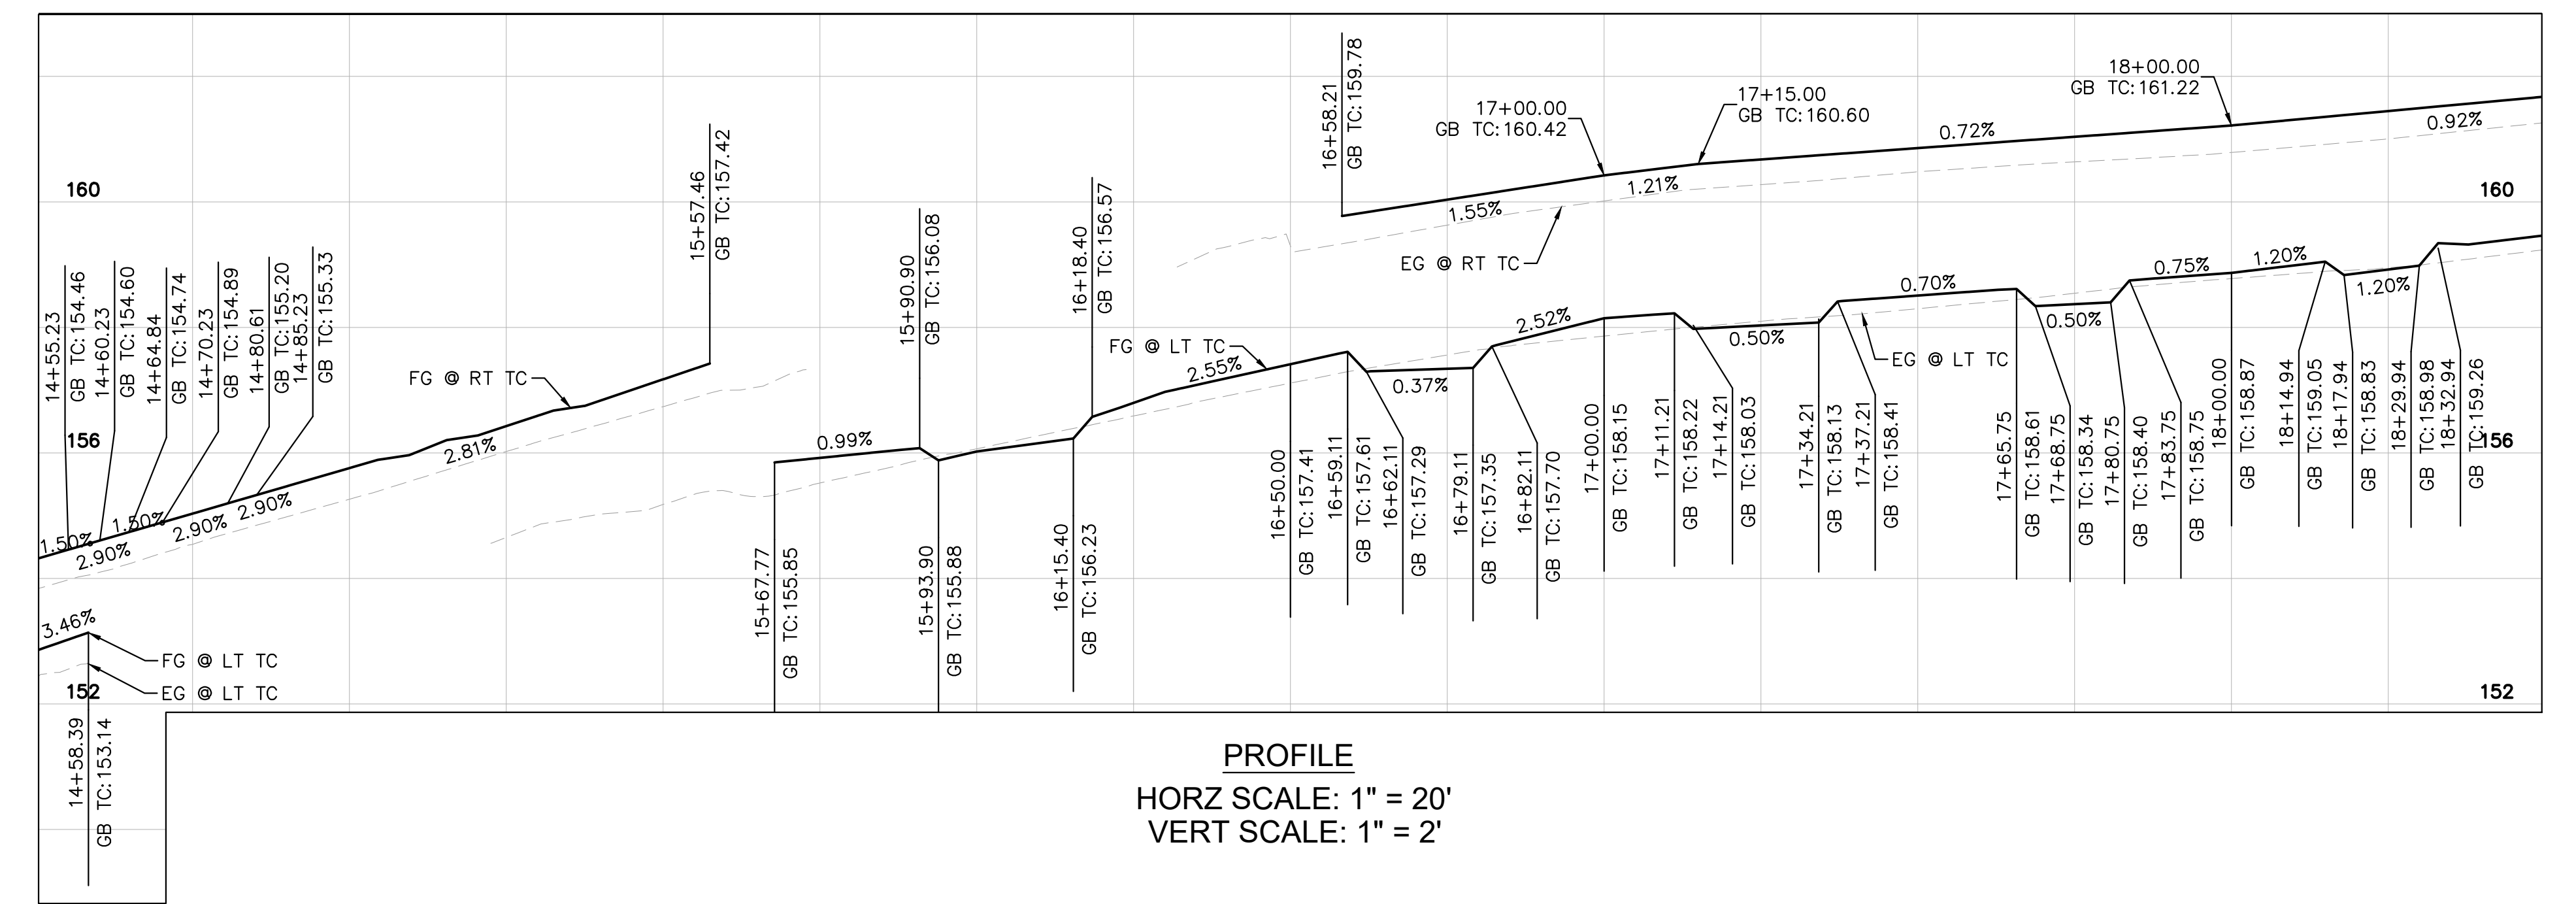 160
156
152
160
156
152
14+55.23
GB TC:154.46
14+60.23
GB TC:154.60
14+64.84
GB TC:154.74
14+70.23
GB TC:154.89
14+80.61
GB TC:155.20
14+85.23
GB TC:155.33
1.50%
2.90%
1.50%
2.90%
2.90%
2.81%
FG @ RT TC
15+57.46
GB TC:157.42
3.46%
FG @ LT TC
EG @ LT TC
14+58.39
GB TC:153.14
15+67.77
GB TC:155.85
0.99%
15+90.90
GB TC:156.08
15+93.90
GB TC:155.88
16+15.40
GB TC:156.23
16+18.40
GB TC:156.57
FG @ LT TC
2.55%
16+50.00
GB TC:157.41
16+59.11
GB TC:157.61
16+62.11
GB TC:157.29
0.37%
16+79.11
GB TC:157.35
16+82.11
GB TC:157.70
2.52%
17+00.00
GB TC:158.15
17+11.21
GB TC:158.22
17+14.21
GB TC:158.03
0.50%
17+34.21
GB TC:158.13
17+37.21
GB TC:158.41
EG @ LT TC
0.70%
17+65.75
GB TC:158.61
17+68.75
GB TC:158.34
0.50%
17+80.75
GB TC:158.40
17+83.75
GB TC:158.75
0.75%
18+00.00
GB TC:158.87
1.20%
18+14.94
GB TC:159.05
18+17.94
GB TC:158.83
1.20%
18+29.94
GB TC:158.98
18+32.94
GB TC:159.26
16+58.21
GB TC:159.78
1.55%
EG @ RT TC
17+00.00
GB TC:160.42
1.21%
17+15.00
GB TC:160.60
0.72%
18+00.00
GB TC:161.22
0.92%
PROFILE
HORZ SCALE: 1" = 20'
VERT SCALE: 1" = 2'